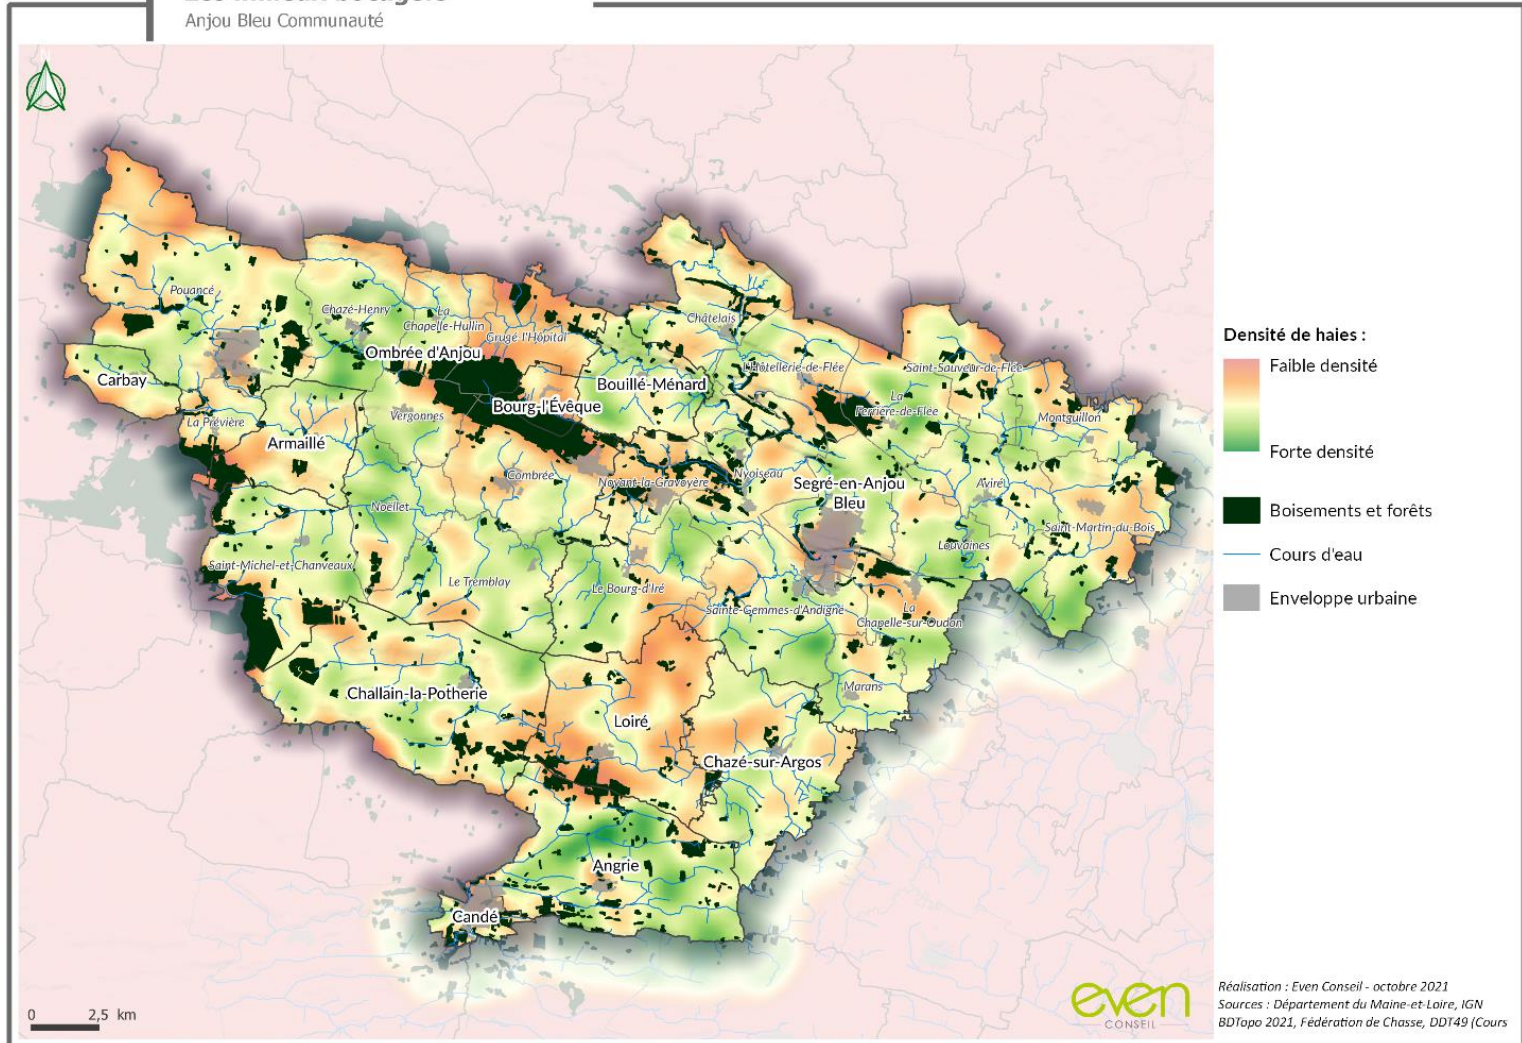 Les milieux bocagers
Anjou Bleu Communauté
N
Pouancé
Chazé-Henry
La
Chapelle-Hullin
Grugé-l'Hôpital
Châtelais
Ombrée d'Anjou
Carbay
Bouillé-Ménard
L'Hôtellerie-de-Flée
Saint-Sauveur-de-Flée
La
Ferrière-de-Flée
Bourg-l'Évêque
Vergonnes
La Prévière
Armaillé
Montguillon
Combrée
Noyant-la-Gravoyère
Nyoiseau
Segré-en-Anjou
Bleu
Aviré
Noëllet
Saint-Martin-du-Bois
Louvaines
Saint-Michel-et-Chanveaux
Le Tremblay
Le Bourg-d'Iré
Sainte-Gemmes-d'Andigné
La
Chapelle-sur-Oudon
Challain-la-Potherie
Marans
Loiré
Chazé-sur-Argos
Angrie
Candé
0 2,5 km
Densité de haies :
Faible densité
Forte densité
Boisements et forêts
Cours d'eau
Enveloppe urbaine
even
CONSEIL
Réalisation : Even Conseil - octobre 2021
Sources : Département du Maine-et-Loire, IGN
BDTopo 2021, Fédération de Chasse, DDT49 (Cours